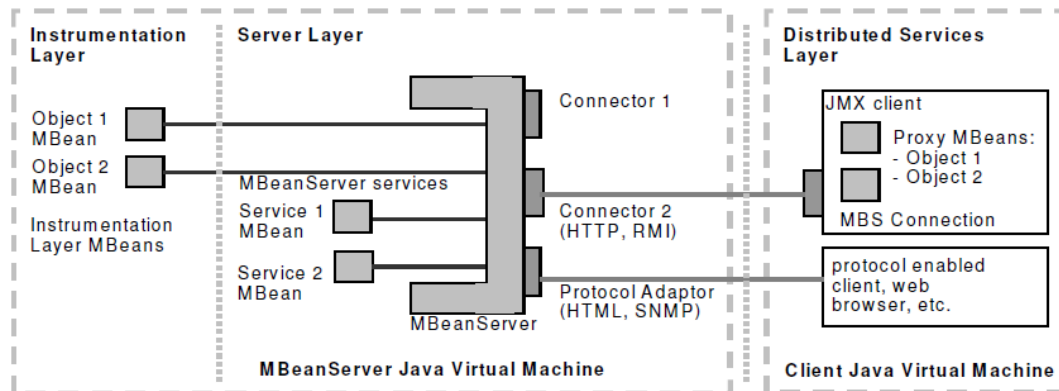 Instrumentation
Layer
Object 1
MBean
Object 2
MBean
Instrumentation
Layer MBeans
Server Layer
MBeanServer services
Service 1
MBean
Service 2
MBean
MBeanServer
Connector 1
Connector 2
(HTTP, RMI)
Protocol Adaptor
(HTML, SNMP)
MBeanServer Java Virtual Machine
Distributed Services
Layer
JMX client
Proxy MBeans:
- Object 1
- Object 2
MBS Connection
protocol enabled
client, web
browser, etc.
Client Java Virtual Machine